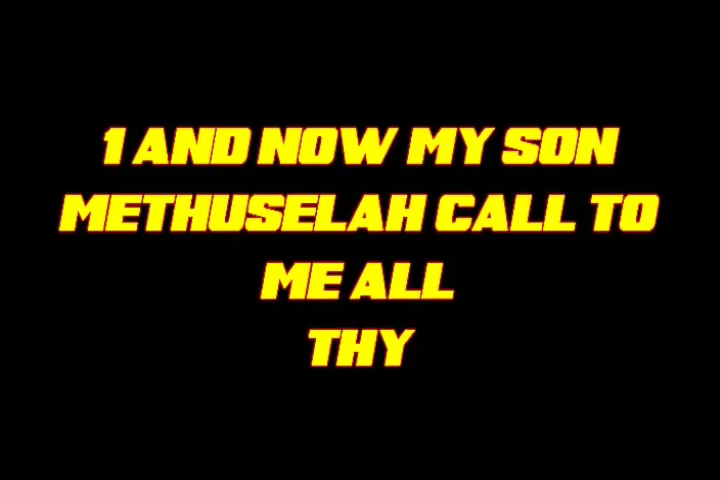 1 AND NOW MY SON
METHUSELAH CALL TO
ME ALL
THY